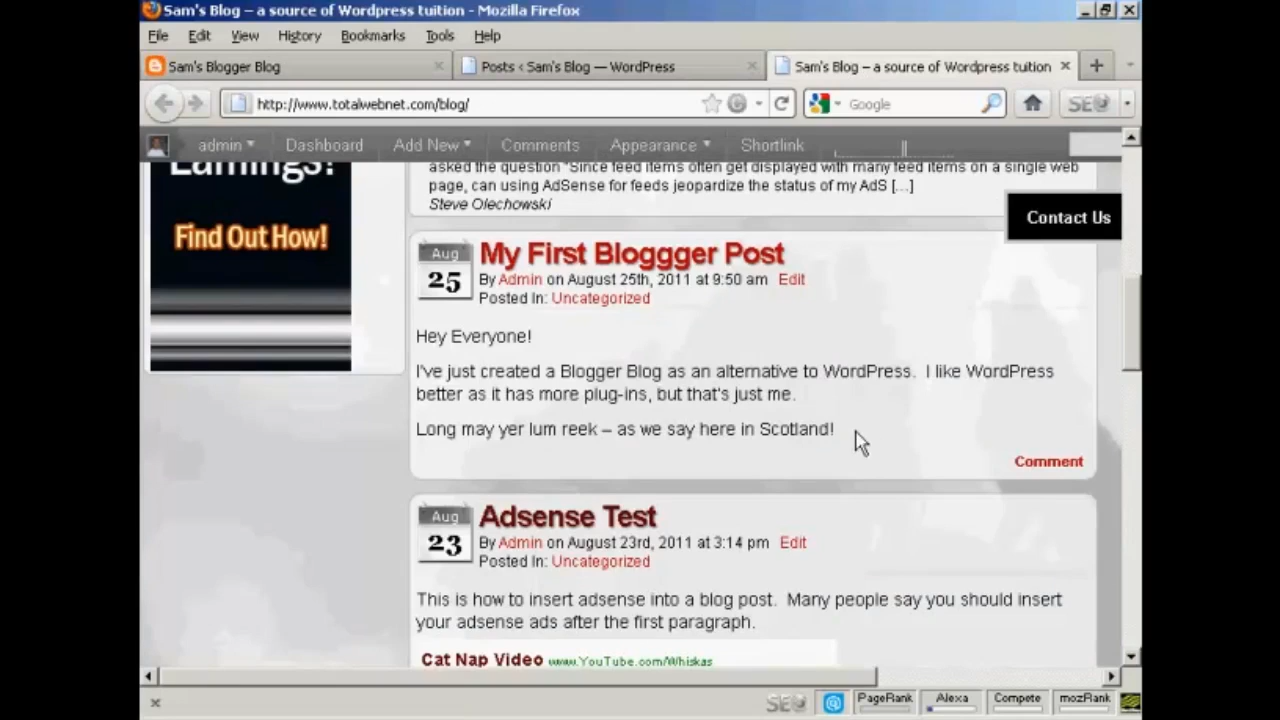 Sam's Blog – a source of Wordpress tuition - Mozilla Firefox
File Edit View History Bookmarks Tools Help
Sam's Blogger Blog
Posts ‹ Sam's Blog — WordPress
Sam's Blog – a source of Wordpress tuition
http://www.totalwebnet.com/blog/
Google
SEO
admin Dashboard Add New Comments Appearance Shortlink
Earnings!
Find Out How!
asked the question "Since feed items often get displayed with many feed items on a single web
page, can using AdSense for feeds jeopardize the status of my AdS [...]
Steve Olechowski
Contact Us
Aug
25
My First Bloggger Post
By Admin on August 25th, 2011 at 9:50 am Edit
Posted In: Uncategorized
Hey Everyone!
I've just created a Blogger Blog as an alternative to WordPress. I like WordPress
better as it has more plug-ins, but that's just me.
Long may yer lum reek – as we say here in Scotland!
Comment
Aug
23
Adsense Test
By Admin on August 23rd, 2011 at 3:14 pm Edit
Posted In: Uncategorized
This is how to insert adsense into a blog post. Many people say you should insert
your adsense ads after the first paragraph.
Cat Nap Video www.YouTube.com/Whiskas
SEO
PageRank
Alexa
Compete
mozRank